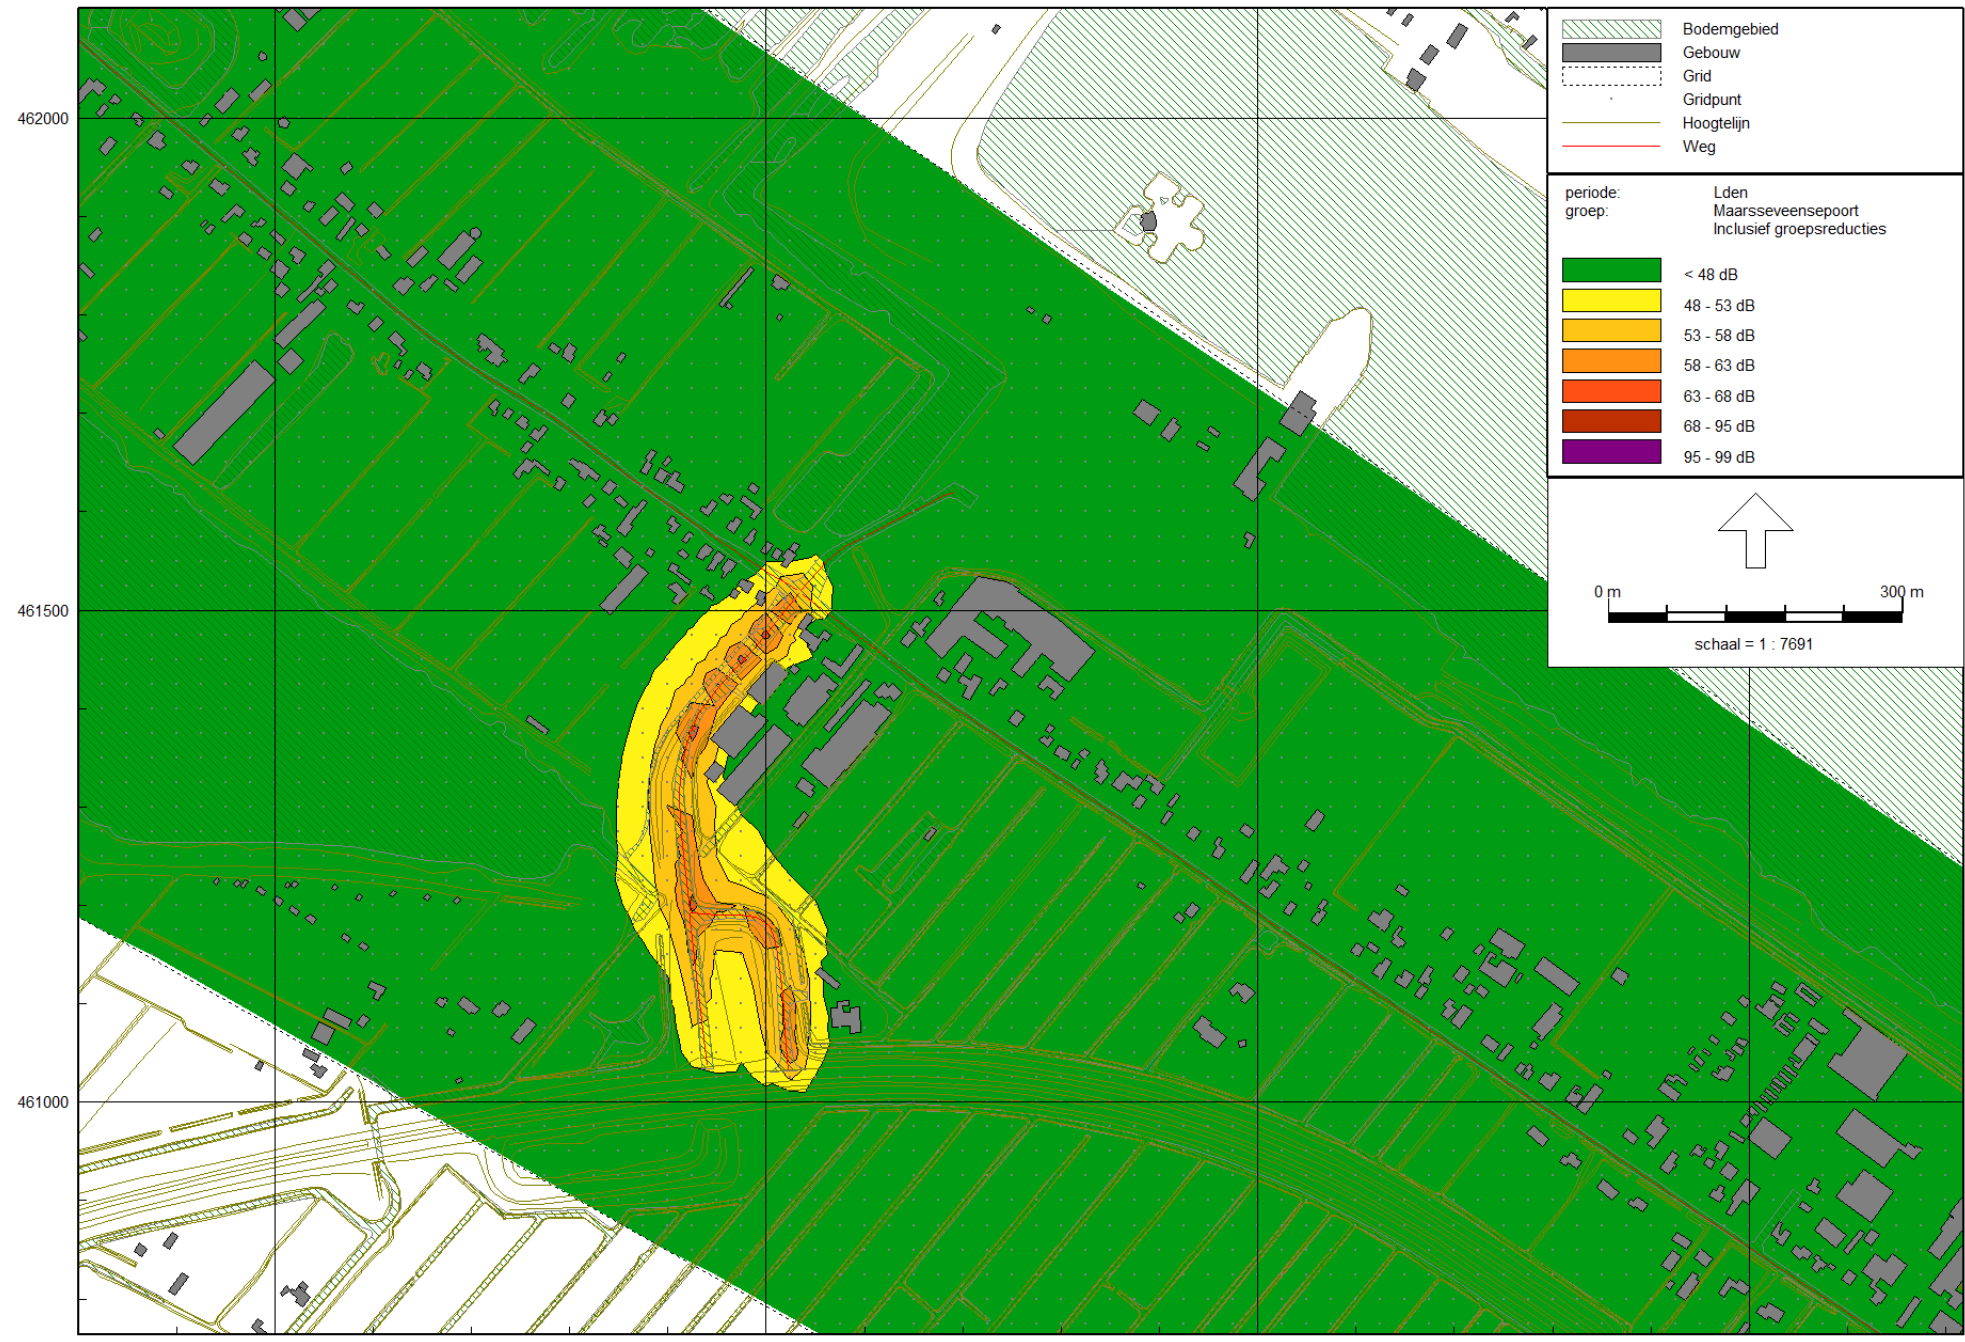 462000
461500
461000
Bodemgebied
Gebouw
Grid
Gridpunt
Hoogtelijn
Weg
periode: Lden
groep: Maarsseveensepoort
Inclusief groepsreducties
< 48 dB
48 - 53 dB
53 - 58 dB
58 - 63 dB
63 - 68 dB
68 - 95 dB
95 - 99 dB
0 m 300 m
schaal = 1 : 7691